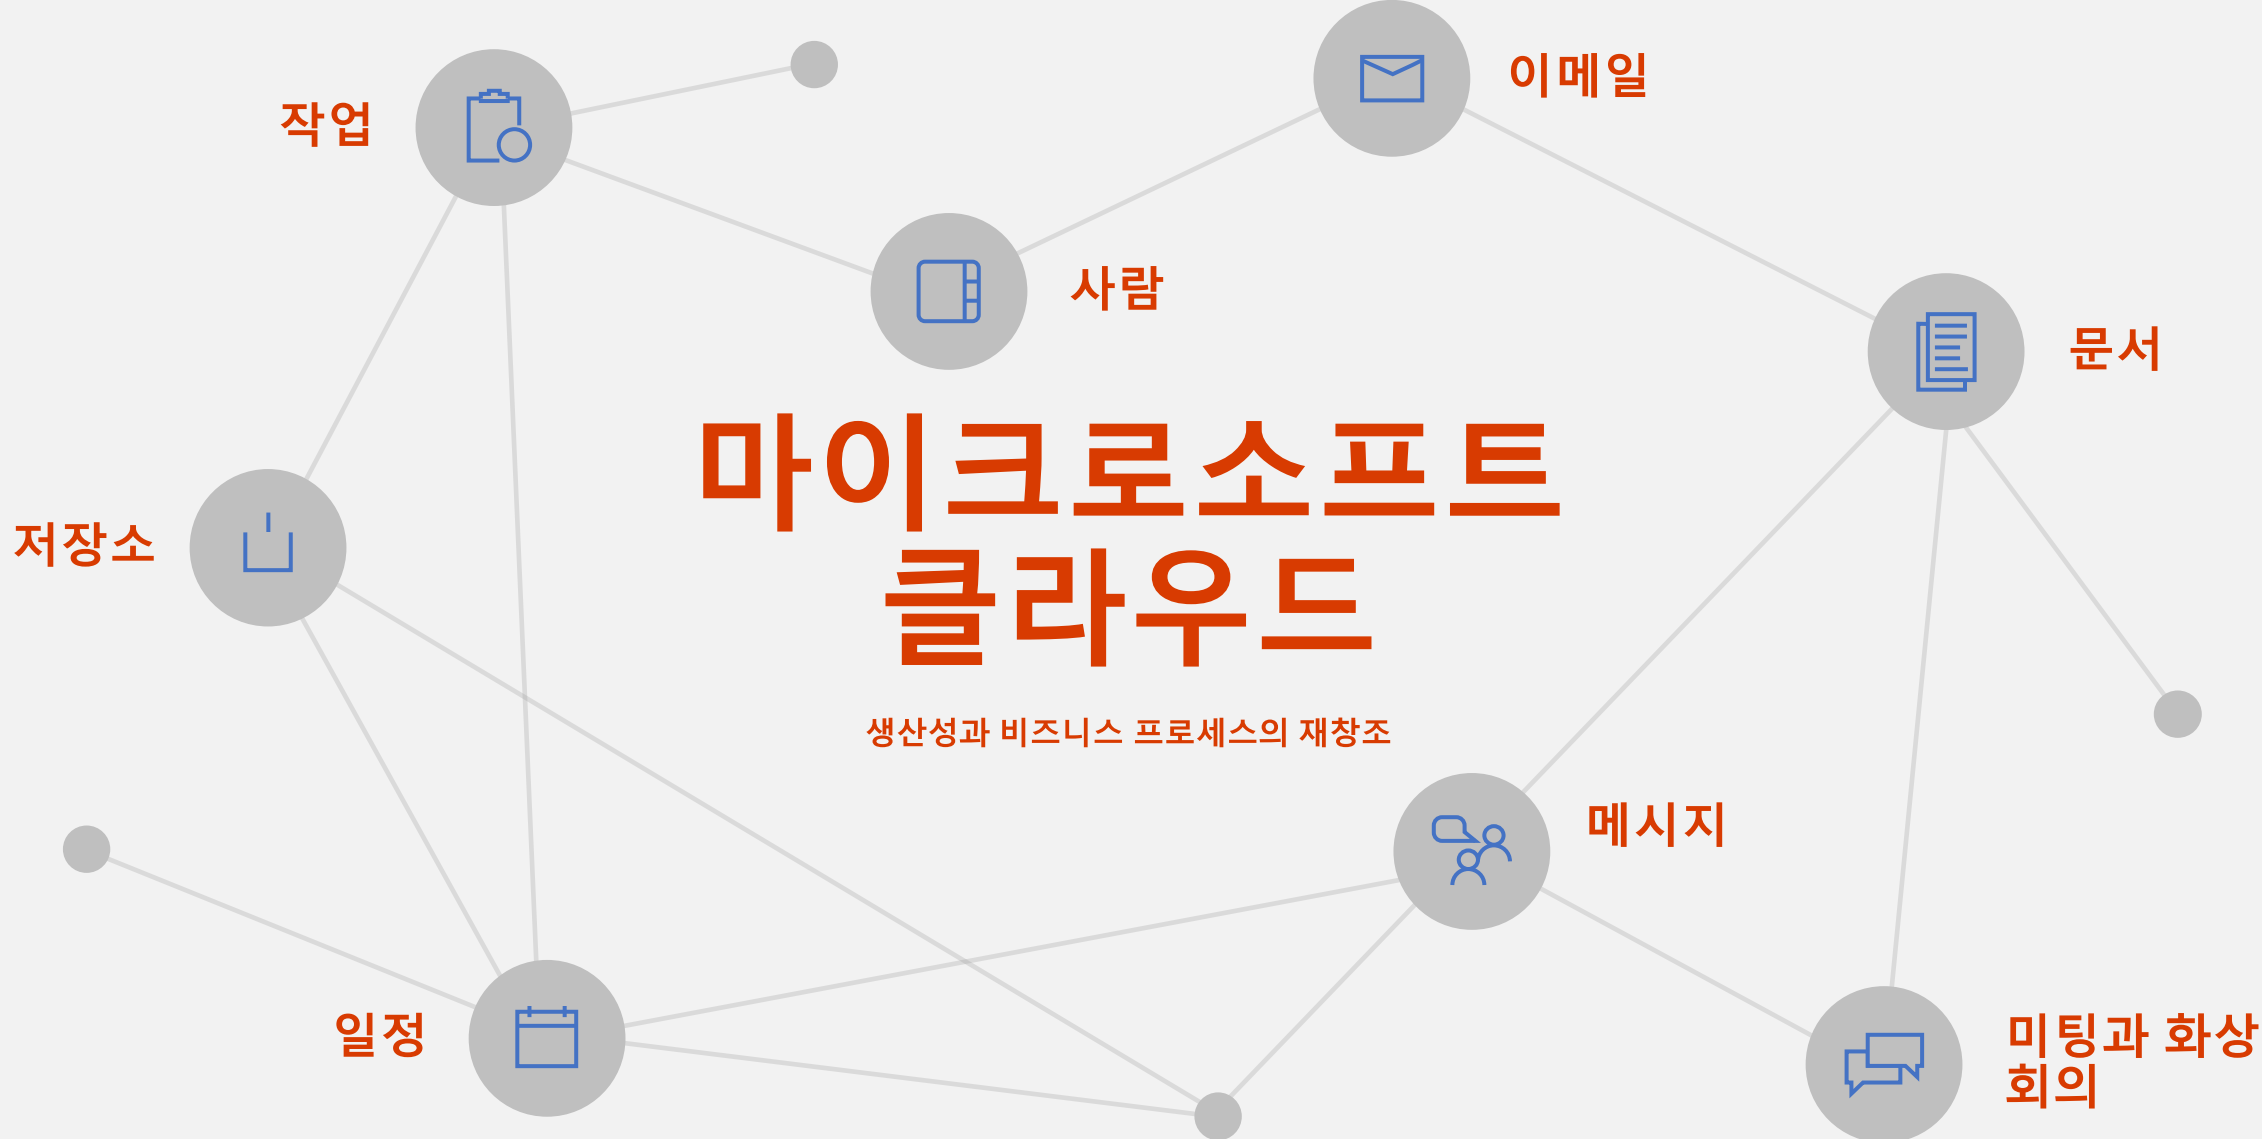 이메일
작업
사람
문서
마이크로소프트
클라우드
저장소
생산성과 비즈니스 프로세스의 재창조
메시지
일정
미팅과 화상
회의